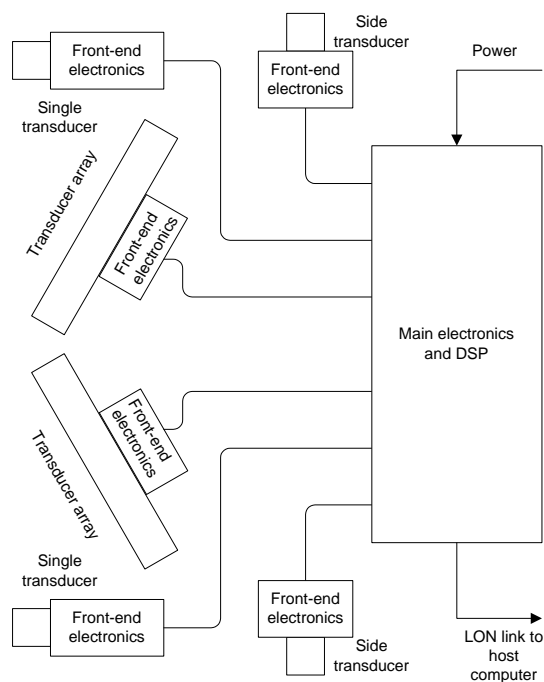 Front-end
electronics
Single
transducer
Side
transducer
Front-end
electronics
Power
Transducer array
Front-end
electronics
Main electronics
and DSP
Front-end
electronics
Transducer array
Single
transducer
Front-end
electronics
Front-end
electronics
Side
transducer
LON link to
host
computer